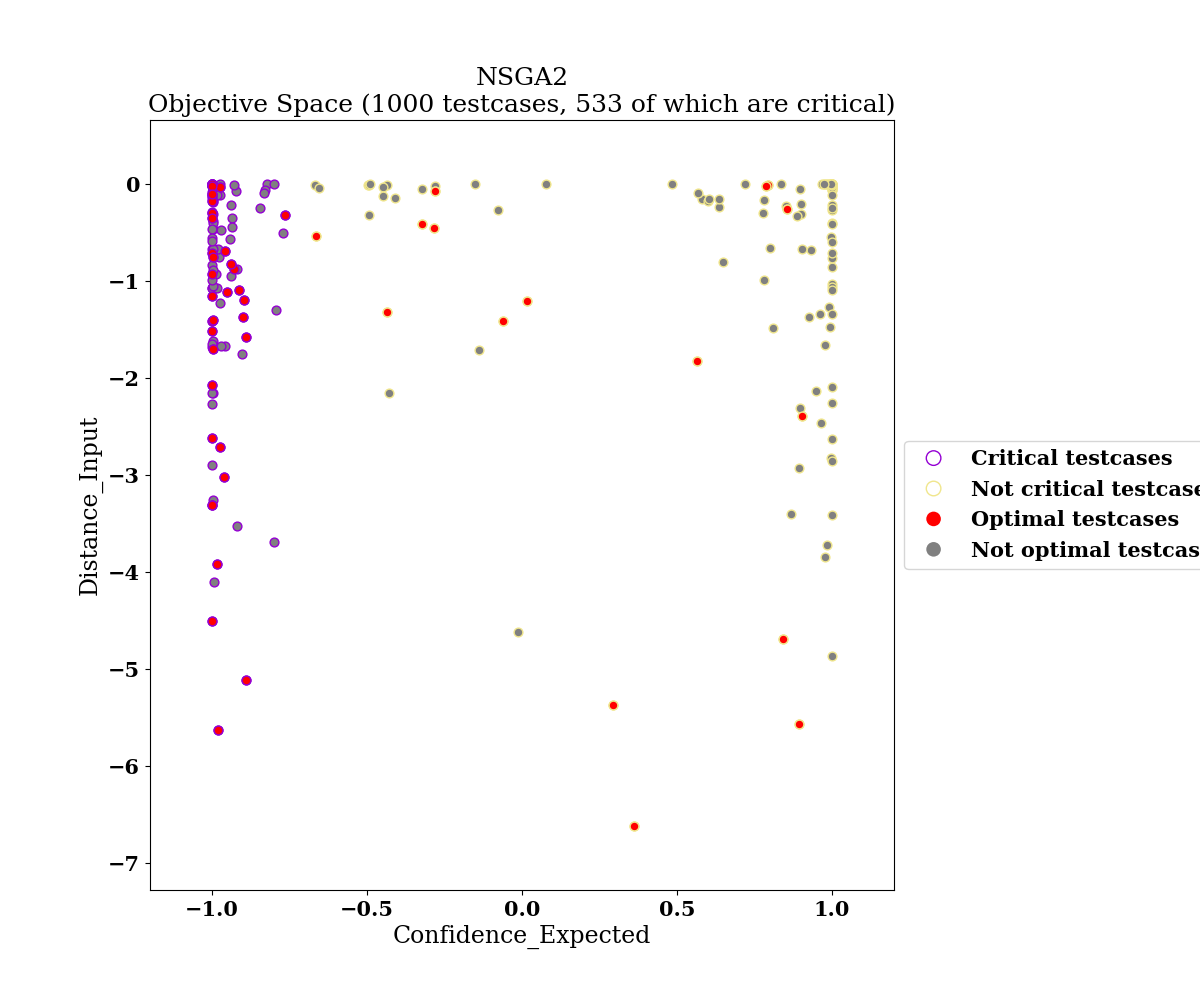 NSGA2
Objective Space (1000 testcases, 533 of which are critical)
0
−1
−2
−3
−4
−5
−6
−7
Distance_Input
−1.0
−0.5
0.0
0.5
1.0
Confidence_Expected
Critical testcases
Not critical testcase
Optimal testcases
Not optimal testcas